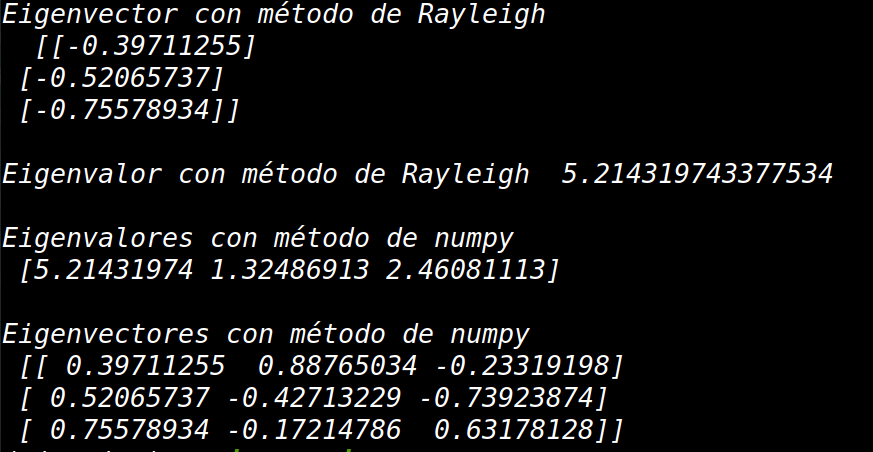 Eigenvector con método de Rayleigh
[[-0.39711255]
[-0.52065737]
[-0.75578934]]
Eigenvalor con método de Rayleigh 5.214319743377534
Eigenvalores con método de numpy
[5.21431974 1.32486913 2.46081113]
Eigenvectores con método de numpy
[[ 0.39711255 0.88765034 -0.23319198]
[ 0.52065737 -0.42713229 -0.73923874]
[ 0.75578934 -0.17214786 0.63178128]]